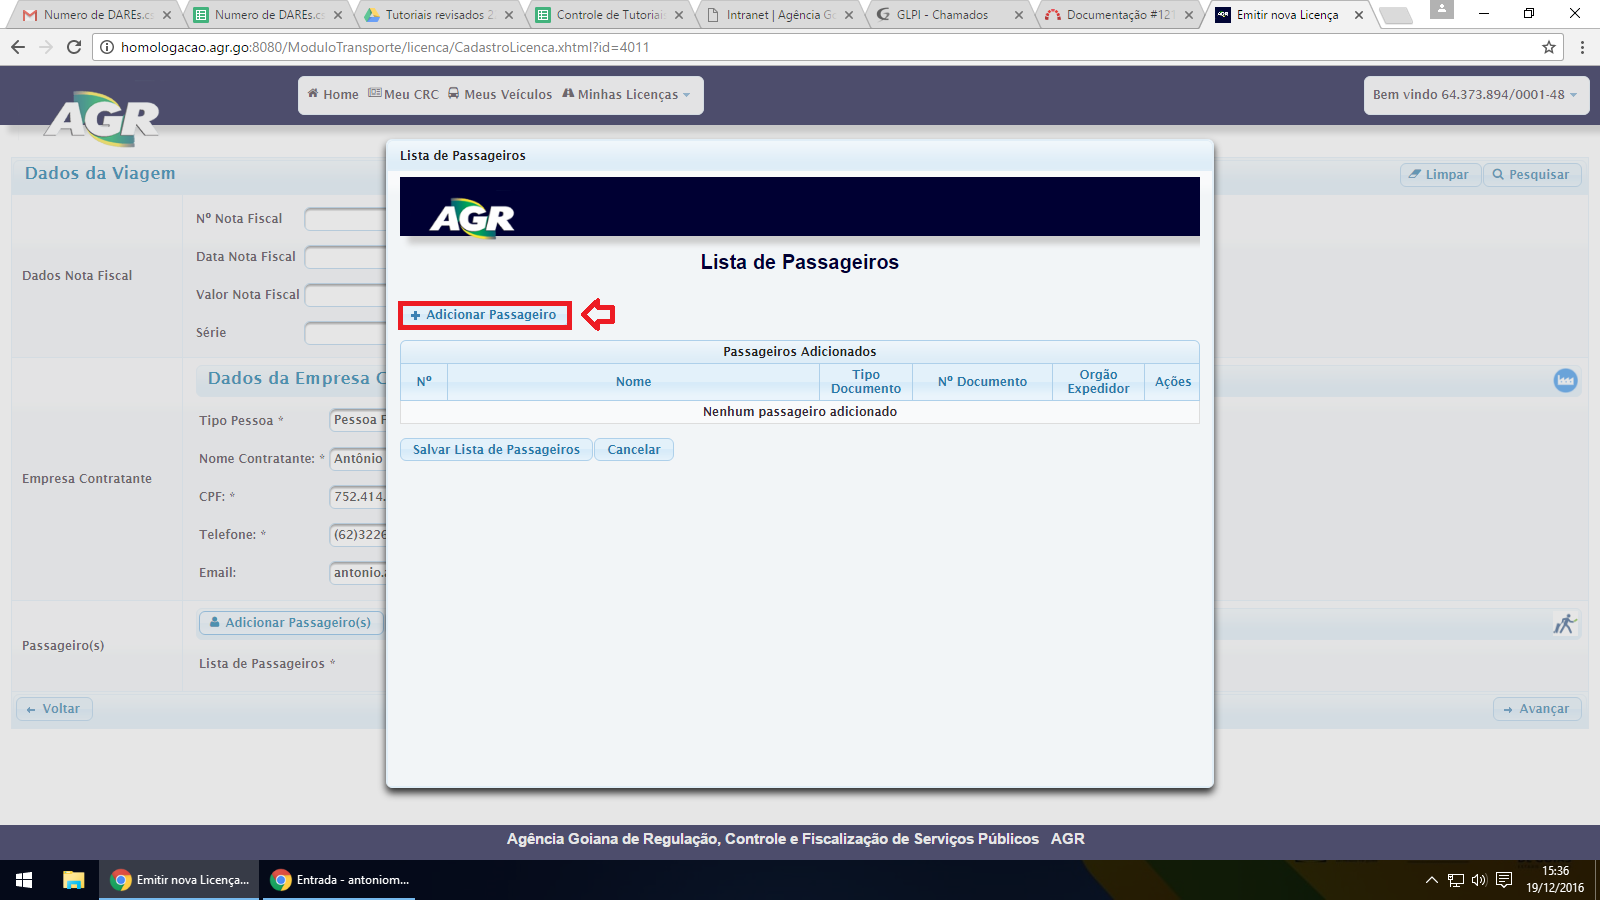 Numero de DAREs.cs
Numero de DAREs.cs
Tutoriais revisados 2
Controle de Tutoriai
Intranet | Agência Go
GLPI - Chamados
Documentação #121
Emitir nova Licença
homologacao.agr.go:8080/ModuloTransporte/licenca/CadastroLicenca.xhtml?id=4011
AGR
Home
Meu CRC
Meus Veículos
Minhas Licenças
Bem vindo 64.373.894/0001-48
Dados da Viagem
Limpar
Pesquisar
Dados Nota Fiscal
Nº Nota Fiscal
Data Nota Fiscal
Valor Nota Fiscal
Série
Empresa Contratante
Dados da Empresa C
Tipo Pessoa *
Pessoa F
Nome Contratante: *
Antônio
CPF: *
752.414.
Telefone: *
(62)3226
Email:
antonio.a
Passageiro(s)
Adicionar Passageiro(s)
Lista de Passageiros *
Voltar
Avançar
Lista de Passageiros
AGR
Lista de Passageiros
Adicionar Passageiro
Passageiros Adicionados
Nº
Nome
Tipo
Documento
Nº Documento
Orgão
Expedidor
Ações
Nenhum passageiro adicionado
Salvar Lista de Passageiros
Cancelar
Agência Goiana de Regulação, Controle e Fiscalização de Serviços Públicos AGR
Emitir nova Licença...
Entrada - antoniom...
15:36
19/12/2016